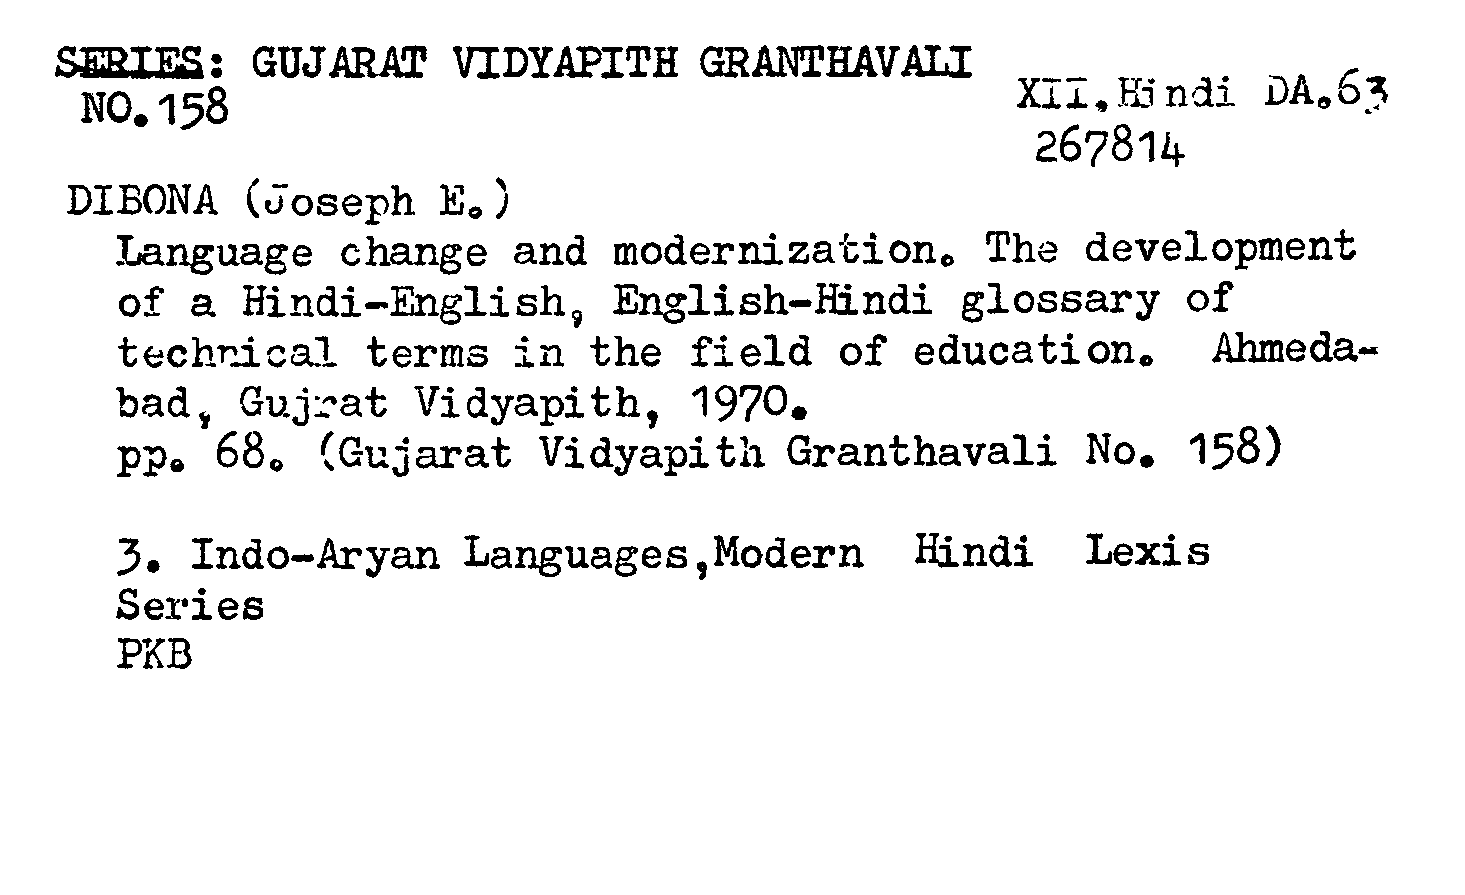 SERIES: GUJARAT VIDYAPITH GRANTHAVALI
NO.158
XII.Hindi DA.63
267814
DIBONA (Joseph E.)
Language change and modernization. The development
of a Hindi-English, English-Hindi glossary of
technical terms in the field of education. Ahmeda-
bad, Gujrat Vidyapith, 1970.
pp. 68. (Gujarat Vidyapith Granthavali No. 158)
3. Indo-Aryan Languages,Modern Hindi Lexis
Series
PKB